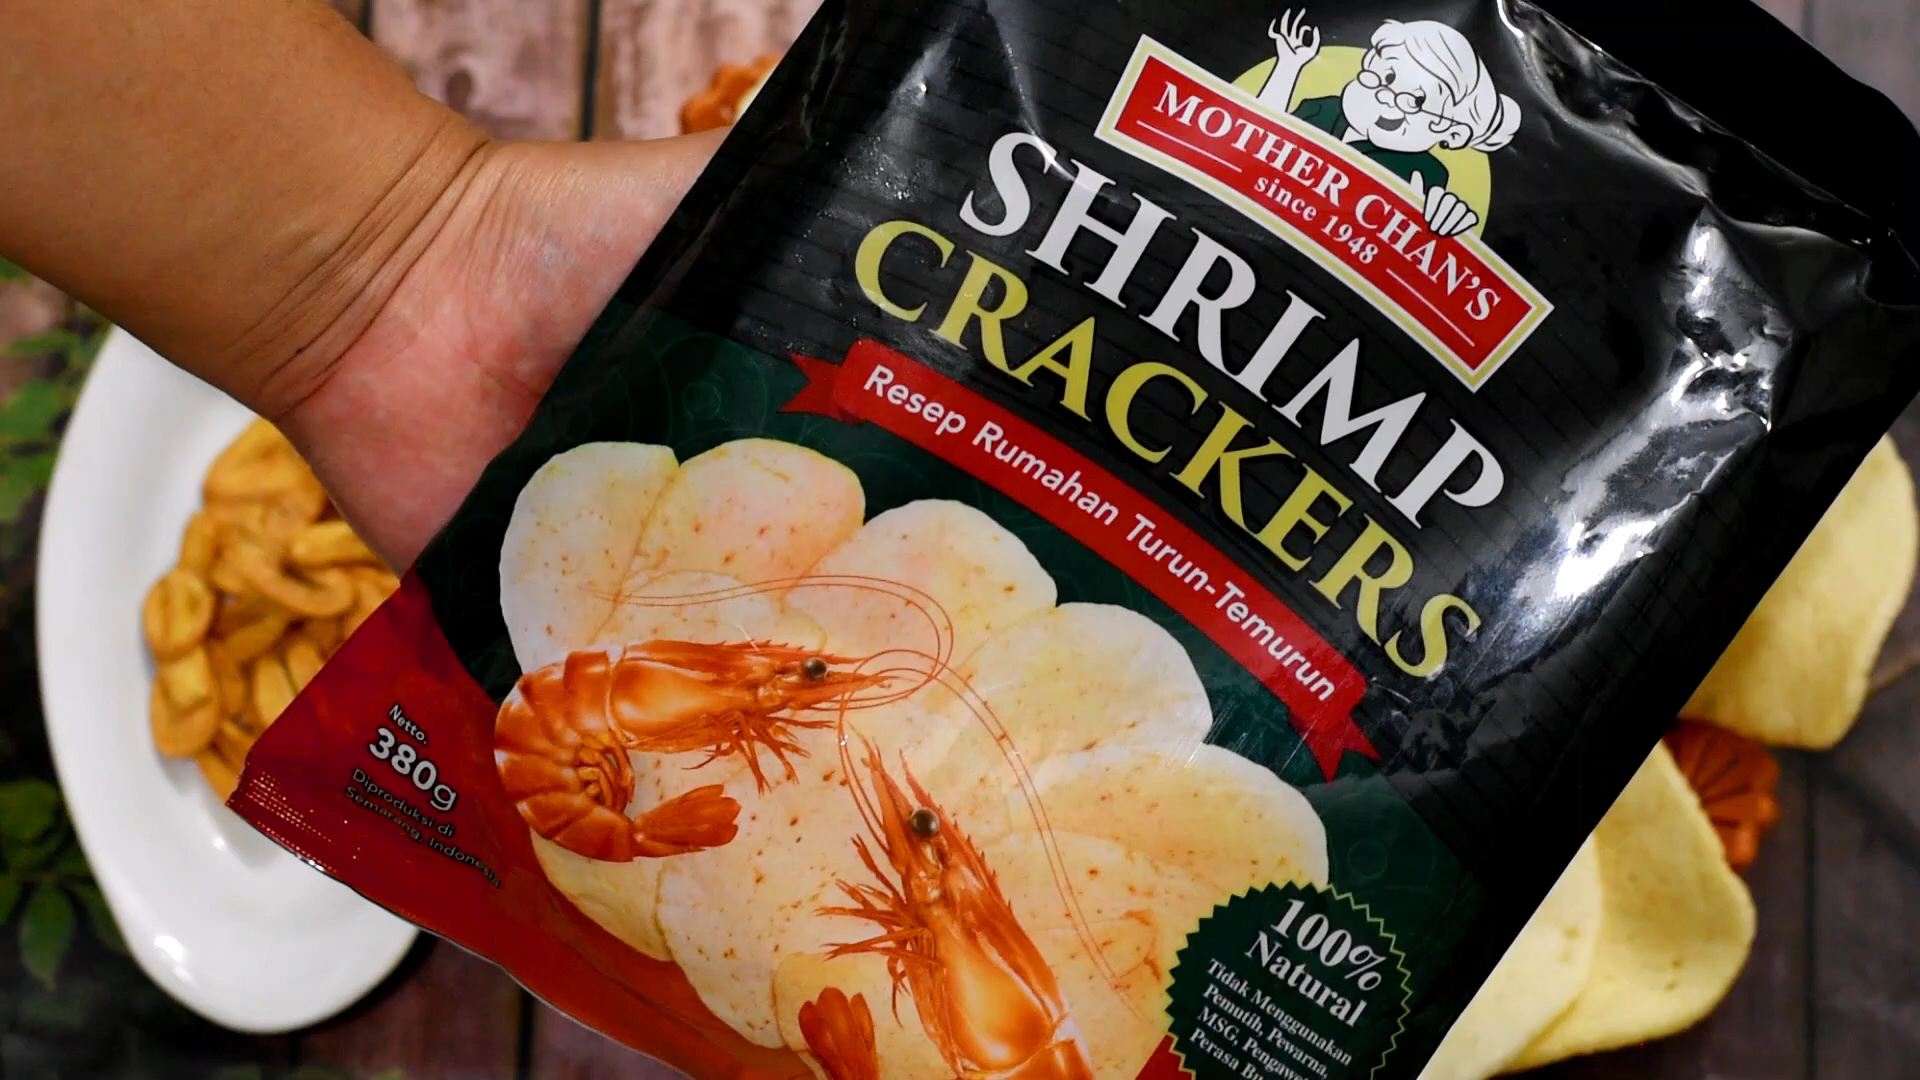 MOTHER CHAN'S
since 1948
SHRIMP
CRACKERS
Resep Rumahan Turun-Temurun
Netto.
380g
Diproduksi di
Semarang, Indonesia
100%
Natural
Tidak Menggunakan
Pemutih, Pewarna,
MSG,
Perasa